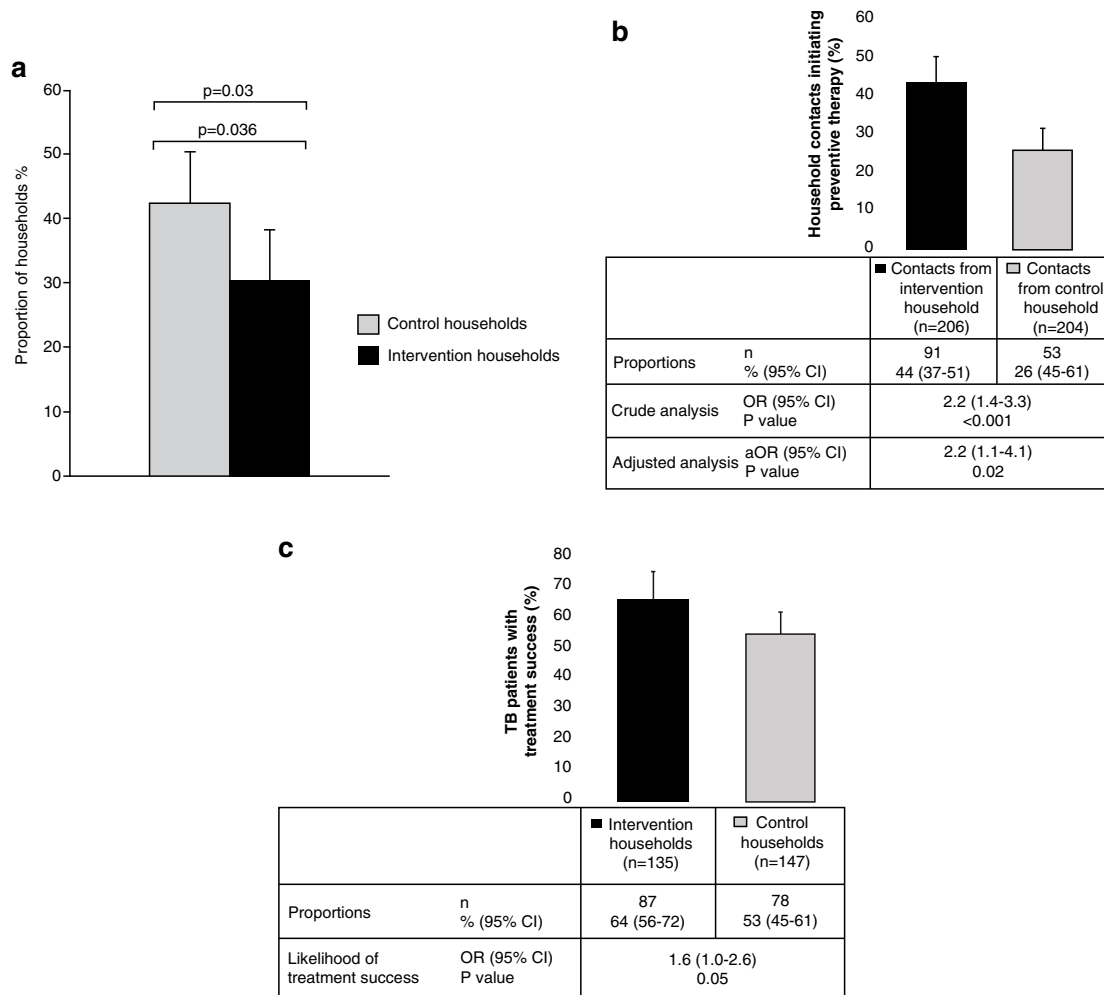 a
60
50
40
30
20
10
0
Proportion of households %
p=0.03
p=0.036
Control households
Intervention households
b
Household contacts initiating
preventive therapy (%)
60
50
40
30
20
10
0
Contacts from
intervention
household
(n=206)
Contacts
from control
household
(n=204)
Proportions n 91 53
% (95% CI) 44 (37-51) 26 (45-61)
Crude analysis OR (95% CI) 2.2 (1.4-3.3)
P value <0.001
Adjusted analysis aOR (95% CI) 2.2 (1.1-4.1)
P value 0.02
c
TB patients with
treatment success (%)
80
70
60
50
40
30
20
10
0
Intervention
households
(n=135)
Control
households
(n=147)
Proportions n 87 78
% (95% CI) 64 (56-72) 53 (45-61)
Likelihood of OR (95% CI) 1.6 (1.0-2.6)
treatment success P value 0.05